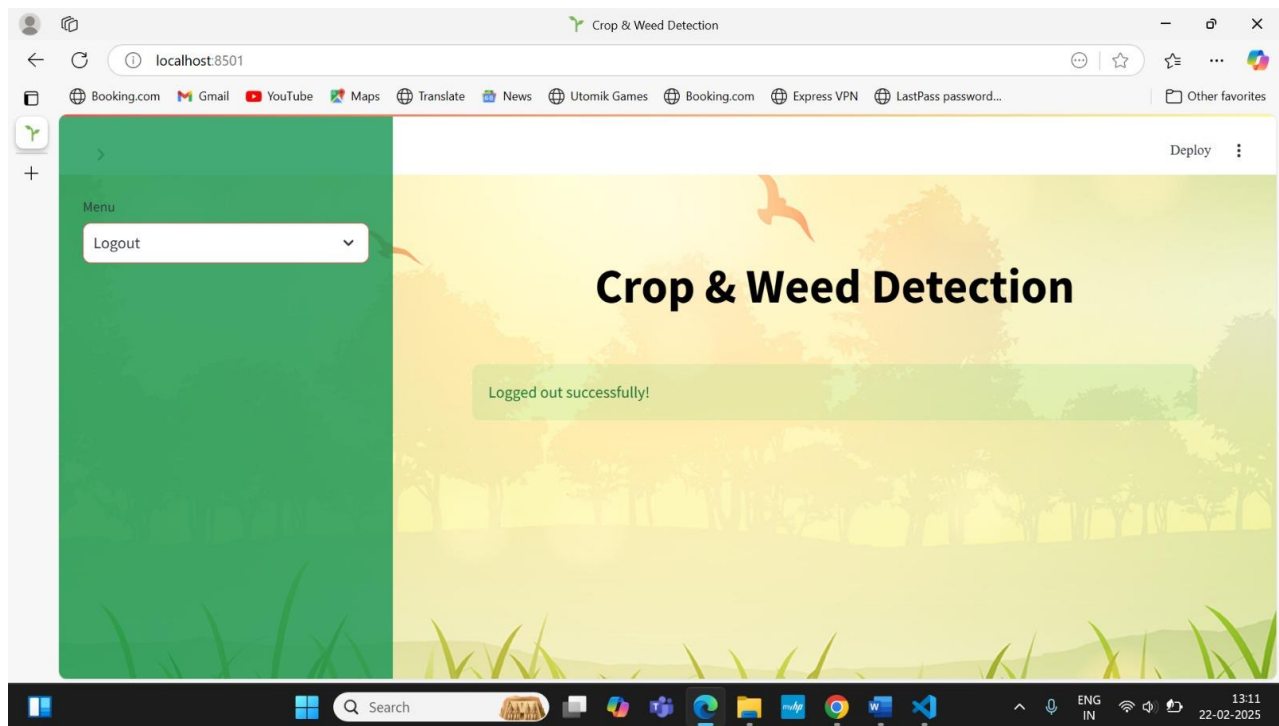 Crop & Weed Detection
localhost:8501
Booking.com Gmail YouTube Maps Translate News Utomik Games Booking.com Express VPN LastPass password... Other favorites
Deploy
Menu
Logout
Crop & Weed Detection
Logged out successfully!
Search
myhp
W
ENG
IN
13:11
22-02-2025